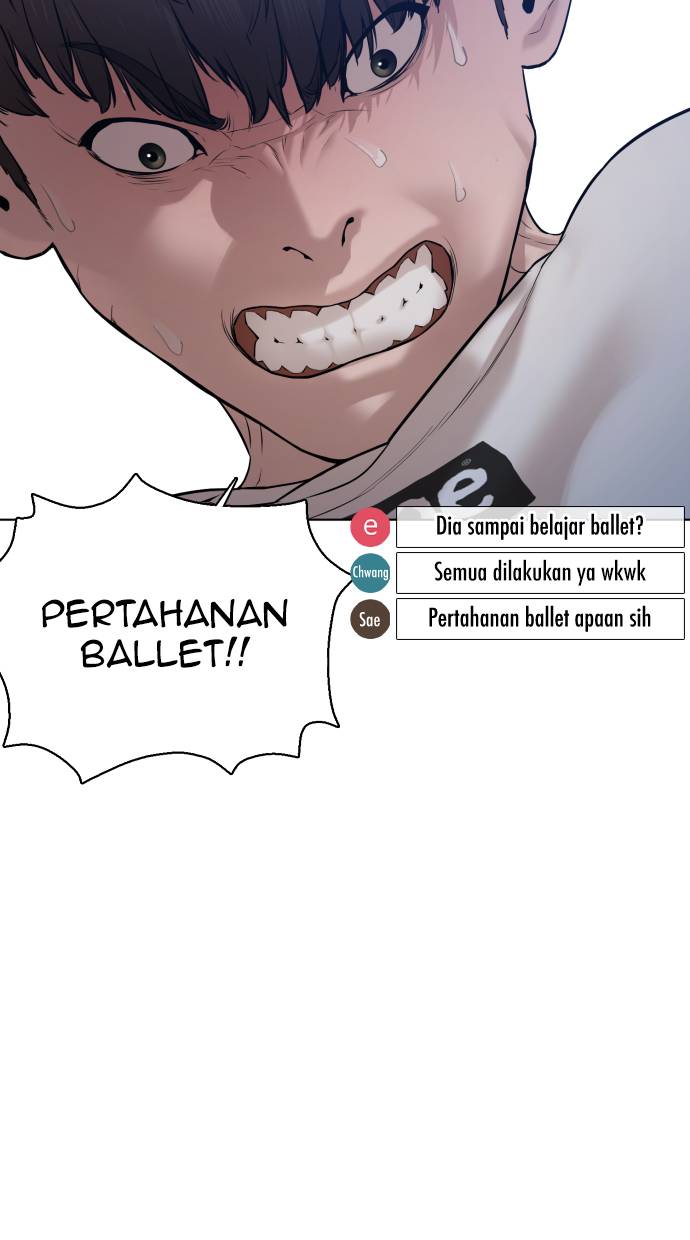 e
e Dia sampai belajar ballet?
Chwang Semua dilakukan ya wkwk
Sae Pertahanan ballet apaan sih
PERTAHANAN
BALLET!!